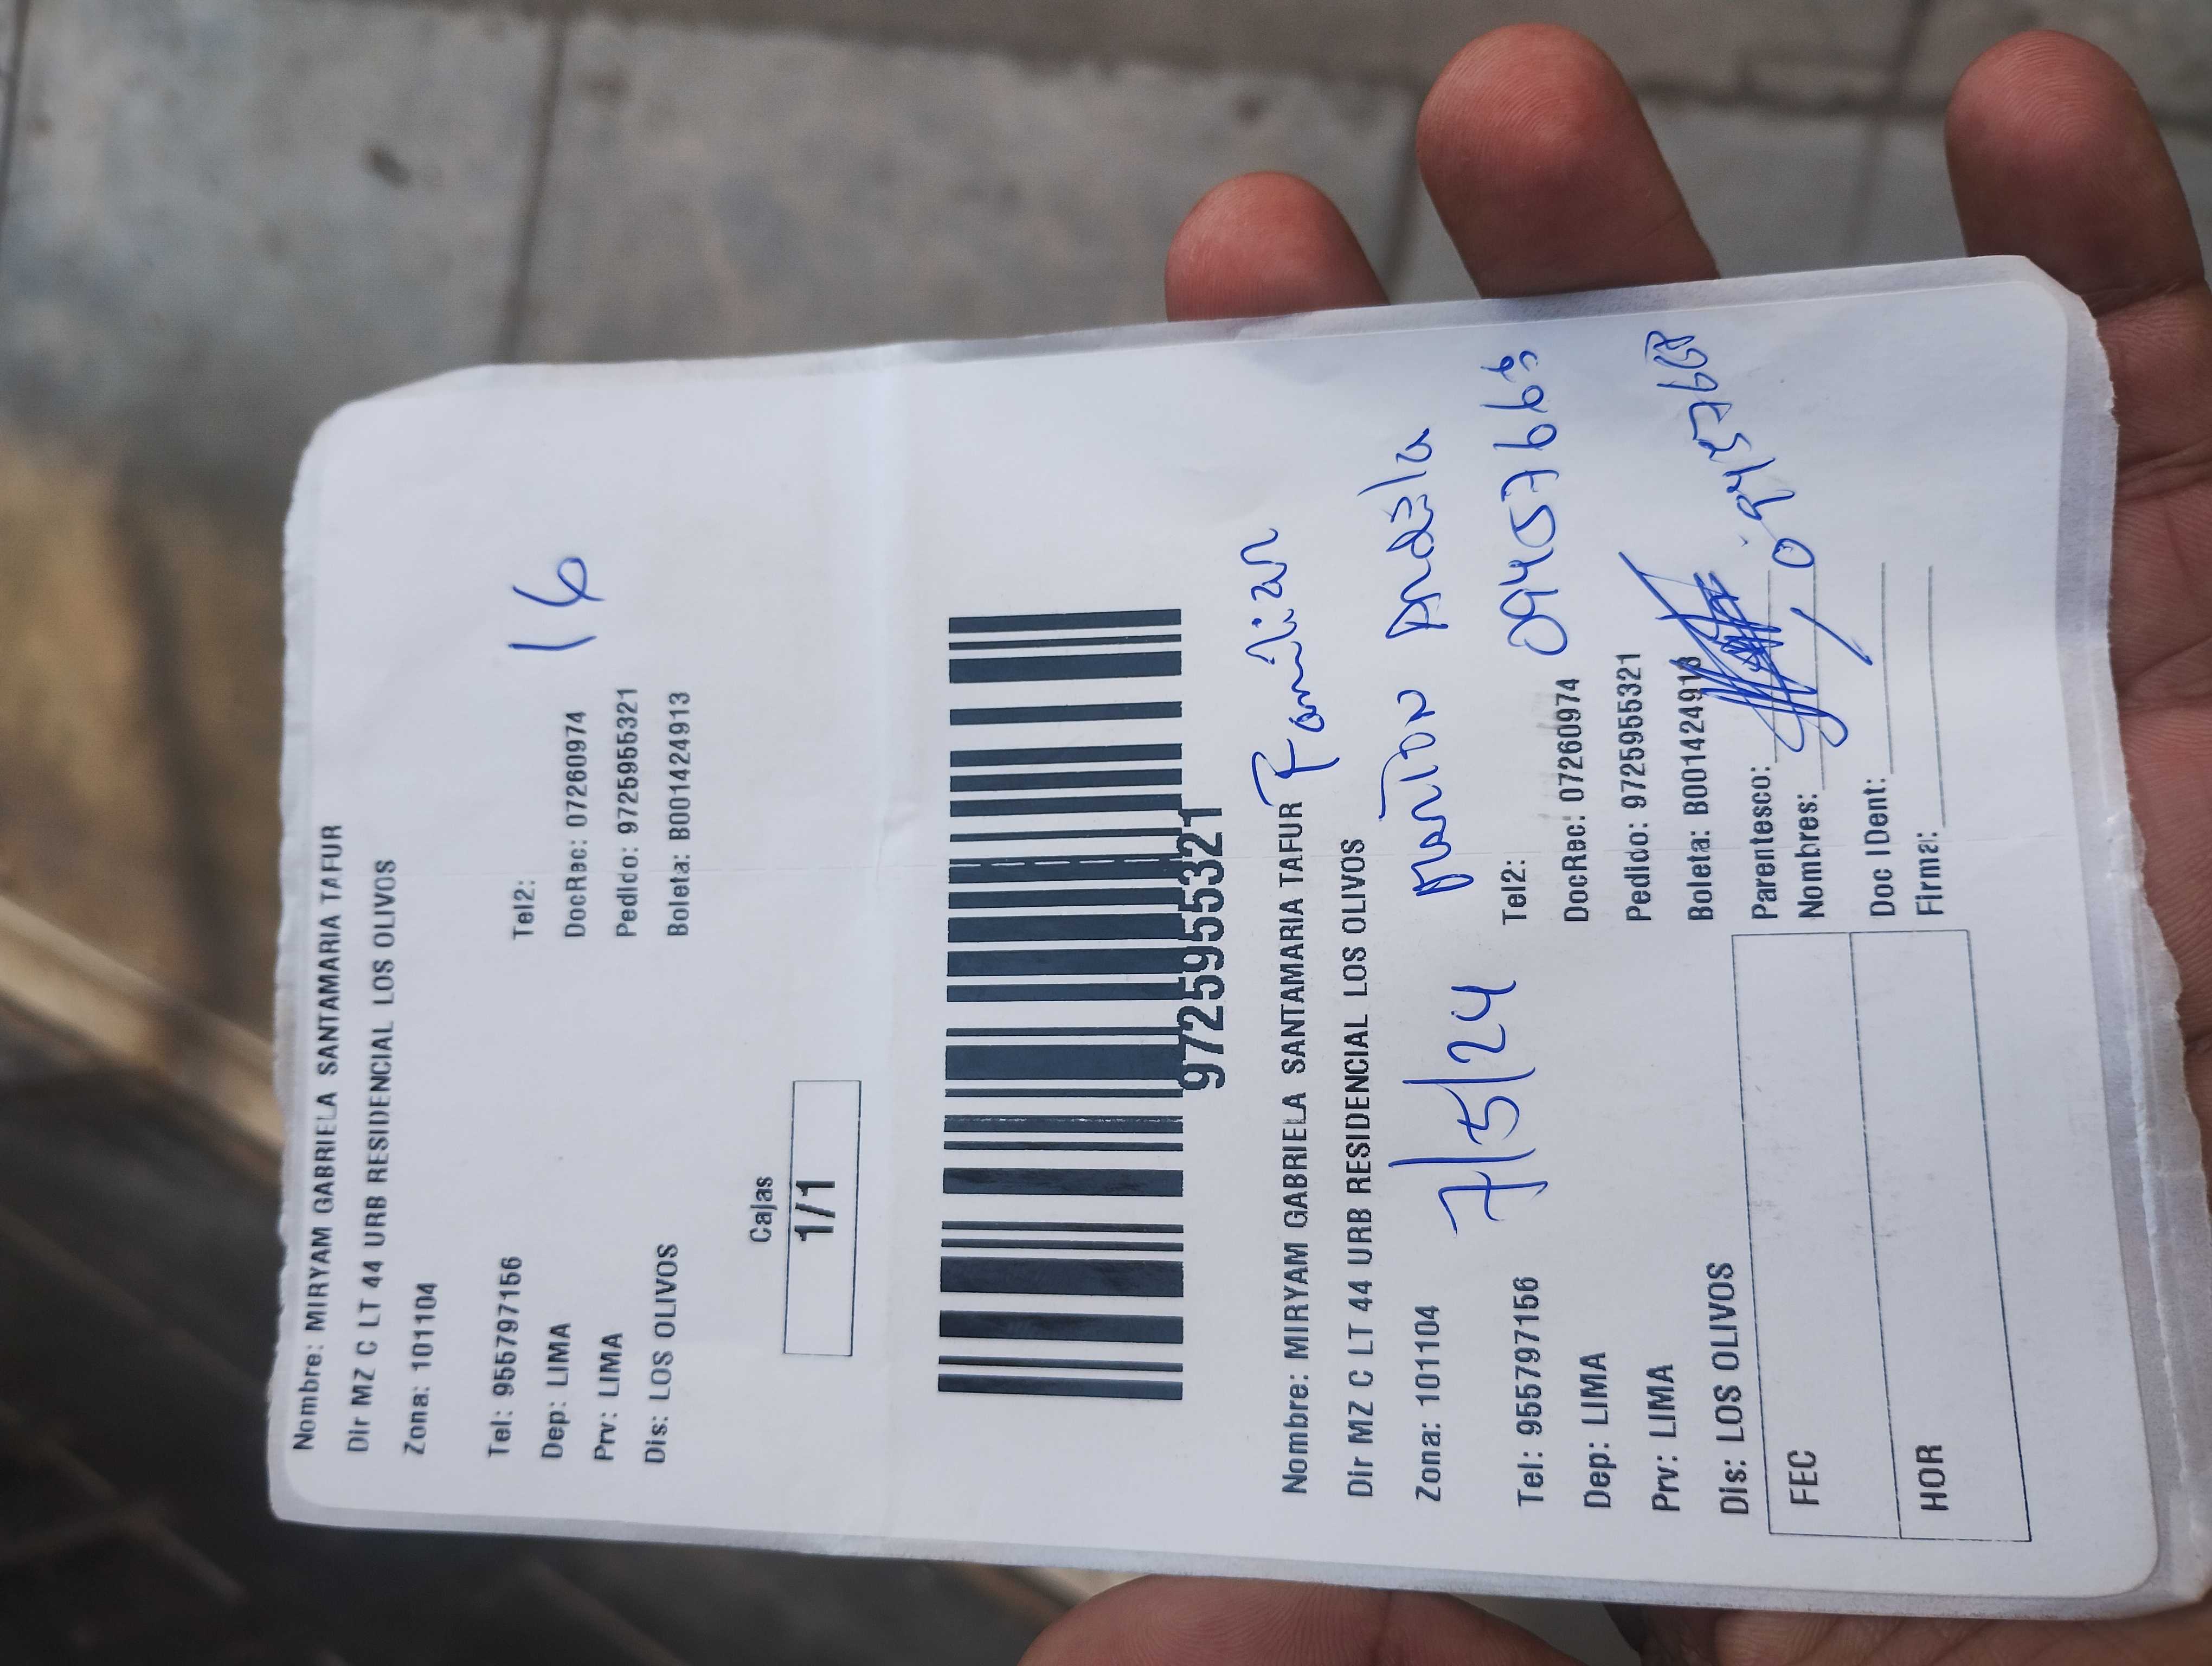 Nombre: MIRYAM GABRIELA SANTAMARIA TAFUR
Dir MZ C LT 44 URB RESIDENCIAL LOS OLIVOS
Zona: 101104
16
Tel: 955797156 Tel2:
Dep: LIMA DocRec: 07260974
Prv: LIMA Pedido: 97259555321
Dis: LOS OLIVOS Boleta: B001424913
Cajas
1/1
97259555321
Familiar
Nombre: MIRYAM GABRIELA SANTAMARIA TAFUR
Dir MZ C LT 44 URB RESIDENCIAL LOS OLIVOS
Zona: 101104
7/5/24
Tel: 955797156 Tel2:
Dep: LIMA DocRec: 07260974
Prv: LIMA Pedido: 97259555321
Dis: LOS OLIVOS Boleta: B001424913
FEC Parentesco:
Nombres:
HOR Doc IDent:
Firma: